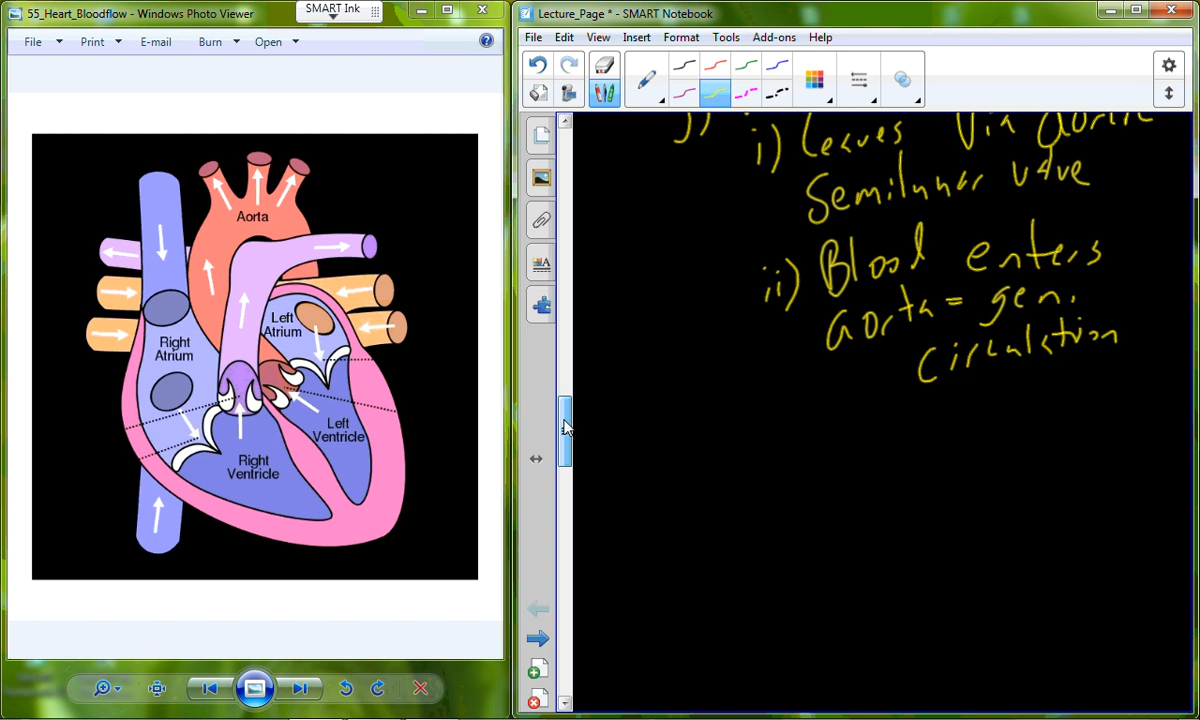 55_Heart_Bloodflow - Windows Photo Viewer
SMART Ink
File Print E-mail Burn Open
Aorta
Left
Atrium
Right
Atrium
Left
Ventricle
Right
Ventricle
Lecture_Page * - SMART Notebook
File Edit View Insert Format Tools Add-ons Help
i) Leaves Via Aortic
Semilunar valve
ii) Blood enters
aorta = gen.
circulation